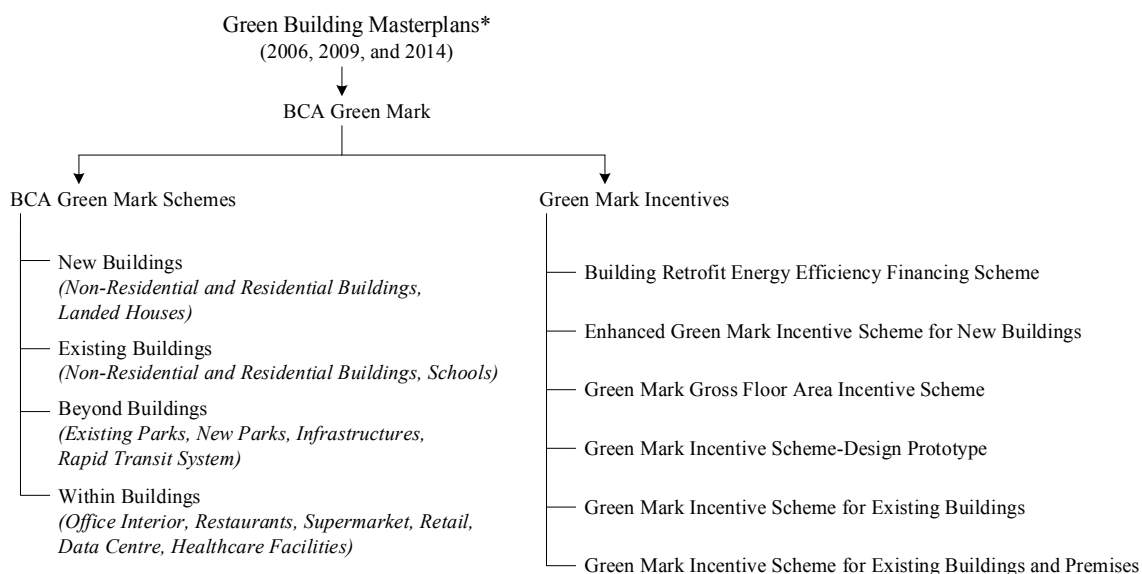 Green Building Masterplans*
(2006, 2009, and 2014)
BCA Green Mark
BCA Green Mark Schemes
New Buildings
(Non-Residential and Residential Buildings,
Landed Houses)
Existing Buildings
(Non-Residential and Residential Buildings, Schools)
Beyond Buildings
(Existing Parks, New Parks, Infrastructures,
Rapid Transit System)
Within Buildings
(Office Interior, Restaurants, Supermarket, Retail,
Data Centre, Healthcare Facilities)
Green Mark Incentives
Building Retrofit Energy Efficiency Financing Scheme
Enhanced Green Mark Incentive Scheme for New Buildings
Green Mark Gross Floor Area Incentive Scheme
Green Mark Incentive Scheme-Design Prototype
Green Mark Incentive Scheme for Existing Buildings
Green Mark Incentive Scheme for Existing Buildings and Premises